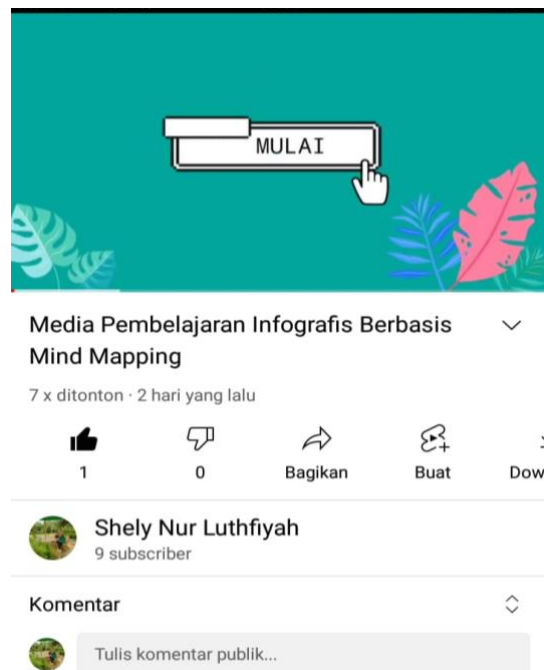 MULAI
Media Pembelajaran Infografis Berbasis
Mind Mapping
7 x ditonton · 2 hari yang lalu
1
0
Bagikan
Buat
Dow
Shely Nur Luthfiyah
9 subscriber
Komentar
Tulis komentar publik...